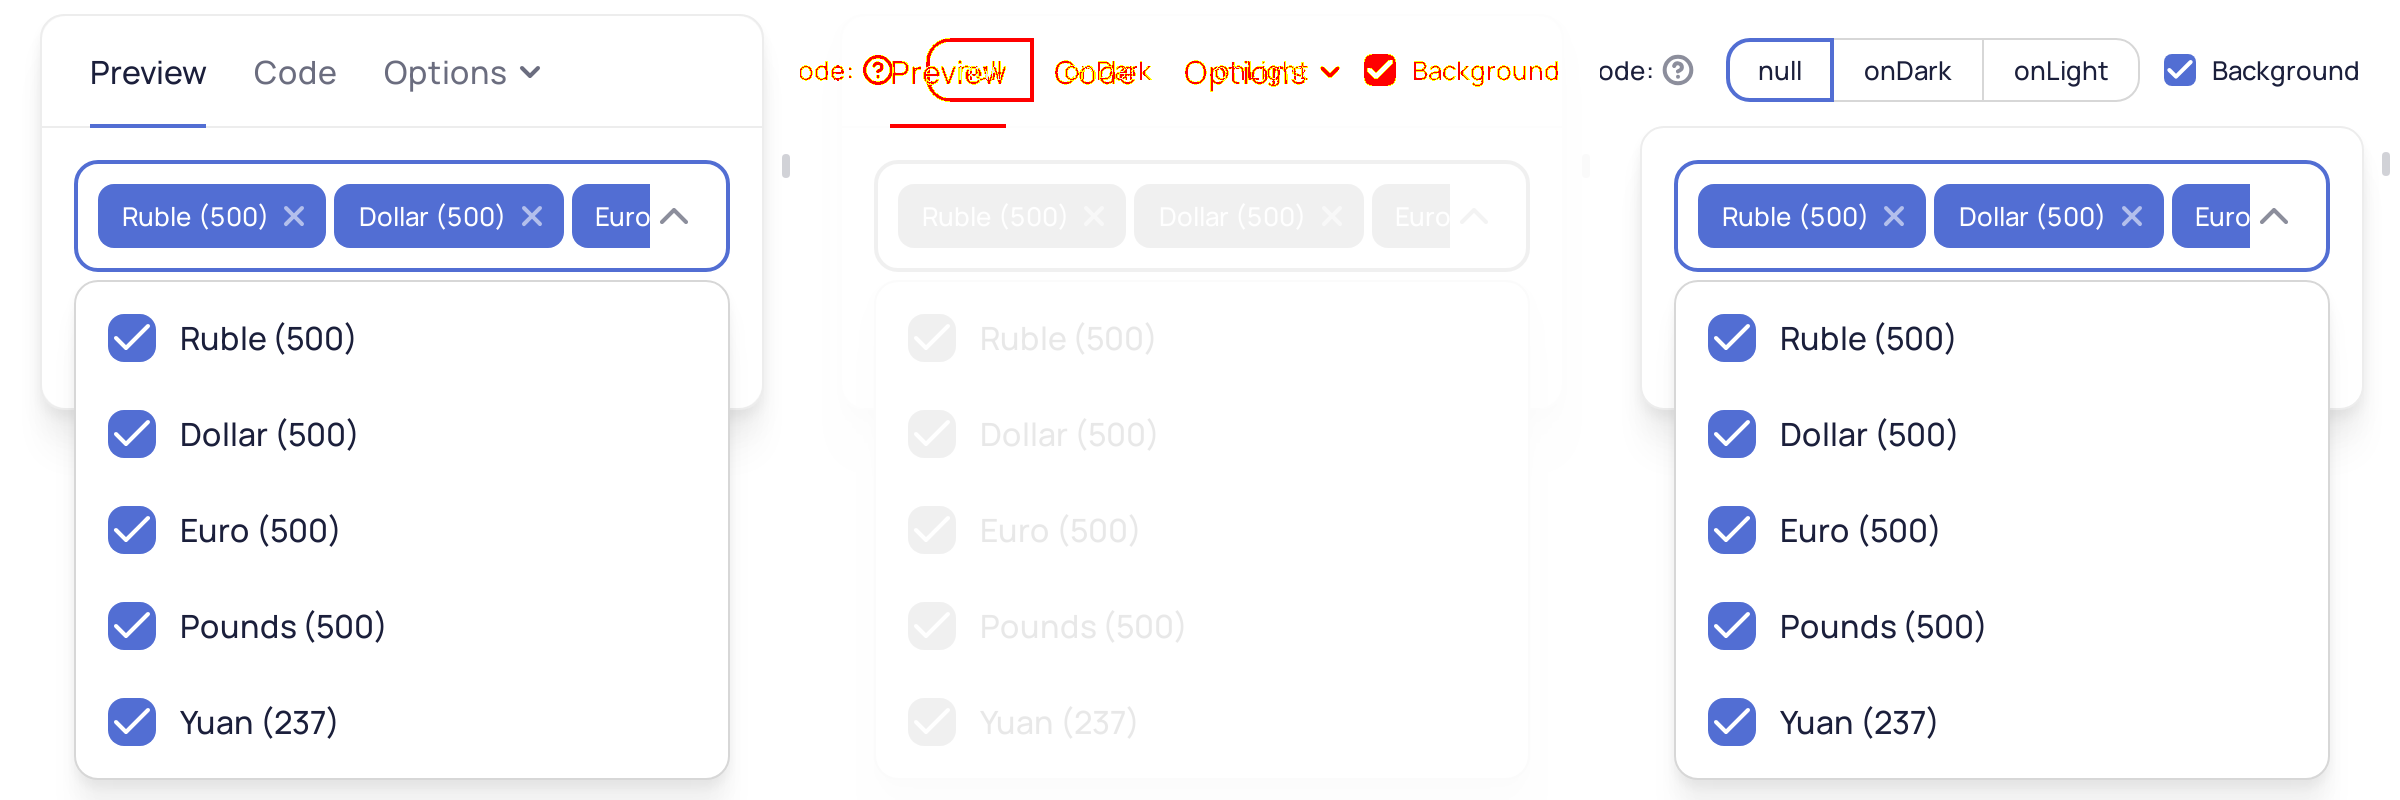 Preview Code Options
Ruble (500) Dollar (500) Euro
Ruble (500)
Dollar (500)
Euro (500)
Pounds (500)
Yuan (237)
ode: Preview Code Options Background
null onDark onLight
Ruble (500) Dollar (500) Euro
Ruble (500)
Dollar (500)
Euro (500)
Pounds (500)
Yuan (237)
ode: null onDark onLight Background
Ruble (500) Dollar (500) Euro
Ruble (500)
Dollar (500)
Euro (500)
Pounds (500)
Yuan (237)